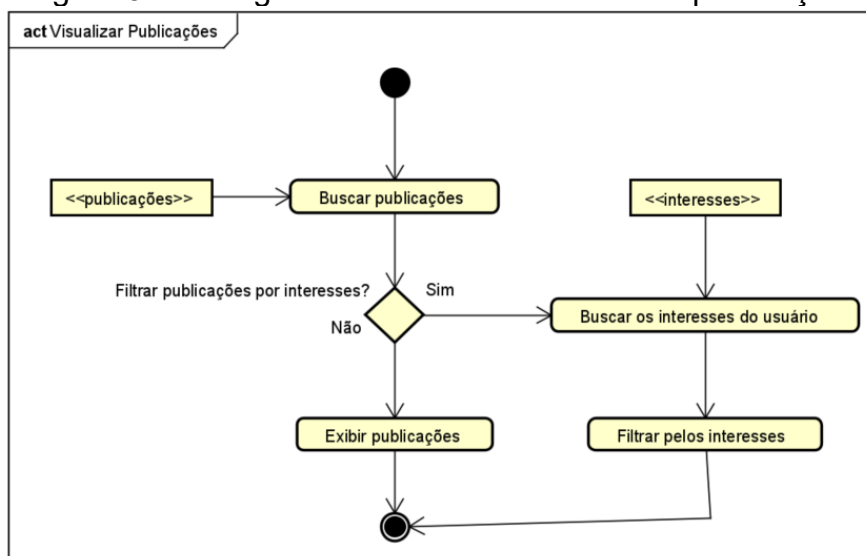 act Visualizar Publicações
<<publicações>>
Buscar publicações
<<interesses>>
Filtrar publicações por interesses?
Sim
Não
Buscar os interesses do usuário
Exibir publicações
Filtrar pelos interesses